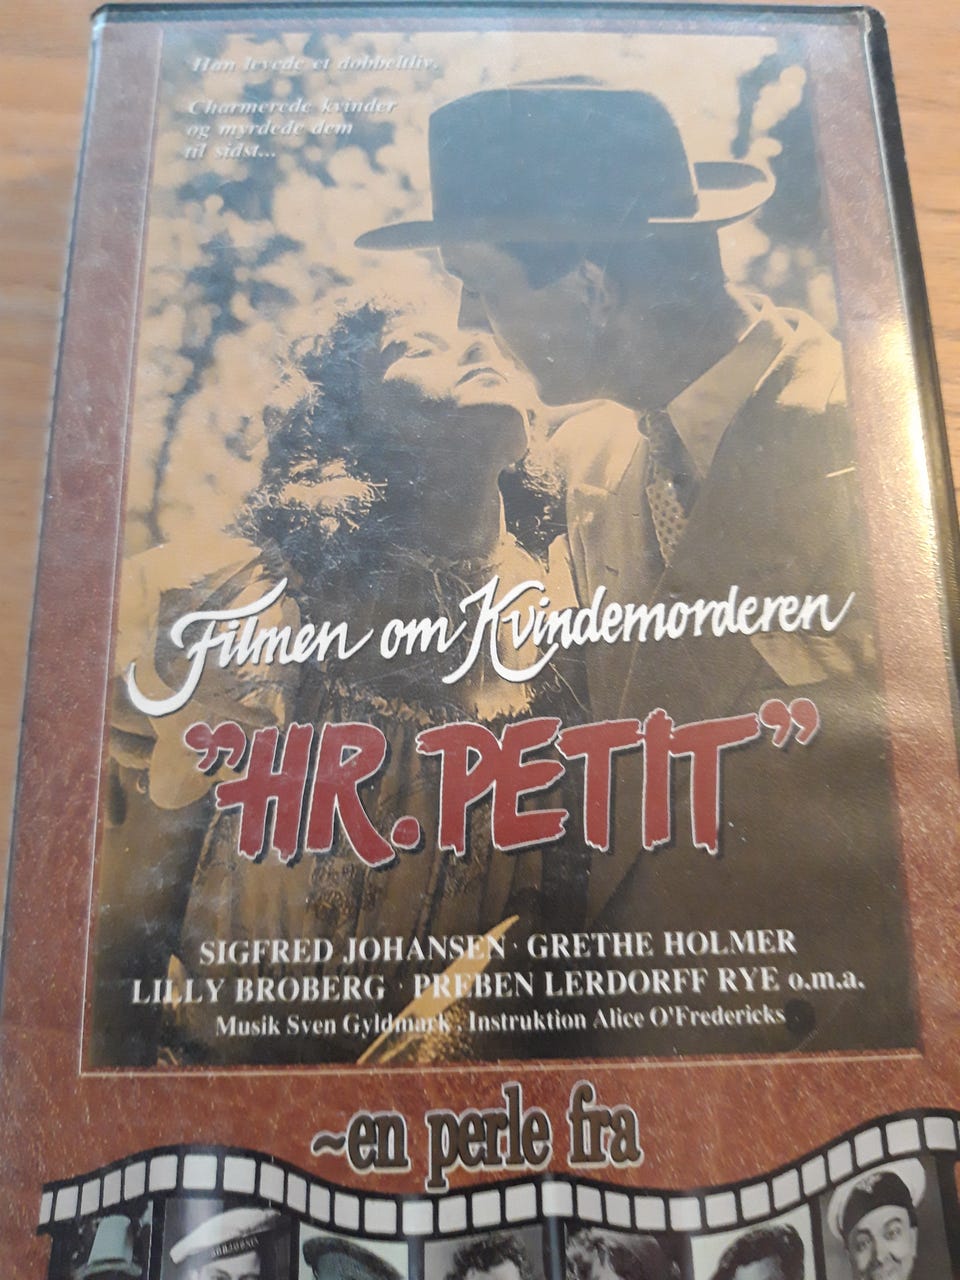 Han levede et dobbeltliv.
Charmerede kvinder
og myrdede dem
til sidst...
Filmen om Kvindemorderen
"HR. PETIT"
SIGFRED JOHANSEN · GRETHE HOLMER
LILLY BROBERG · PREBEN LERDORFF RYE o.m.a.
Musik Sven Gyldmark . Instruktion Alice O'Fredericks
~en perle fra